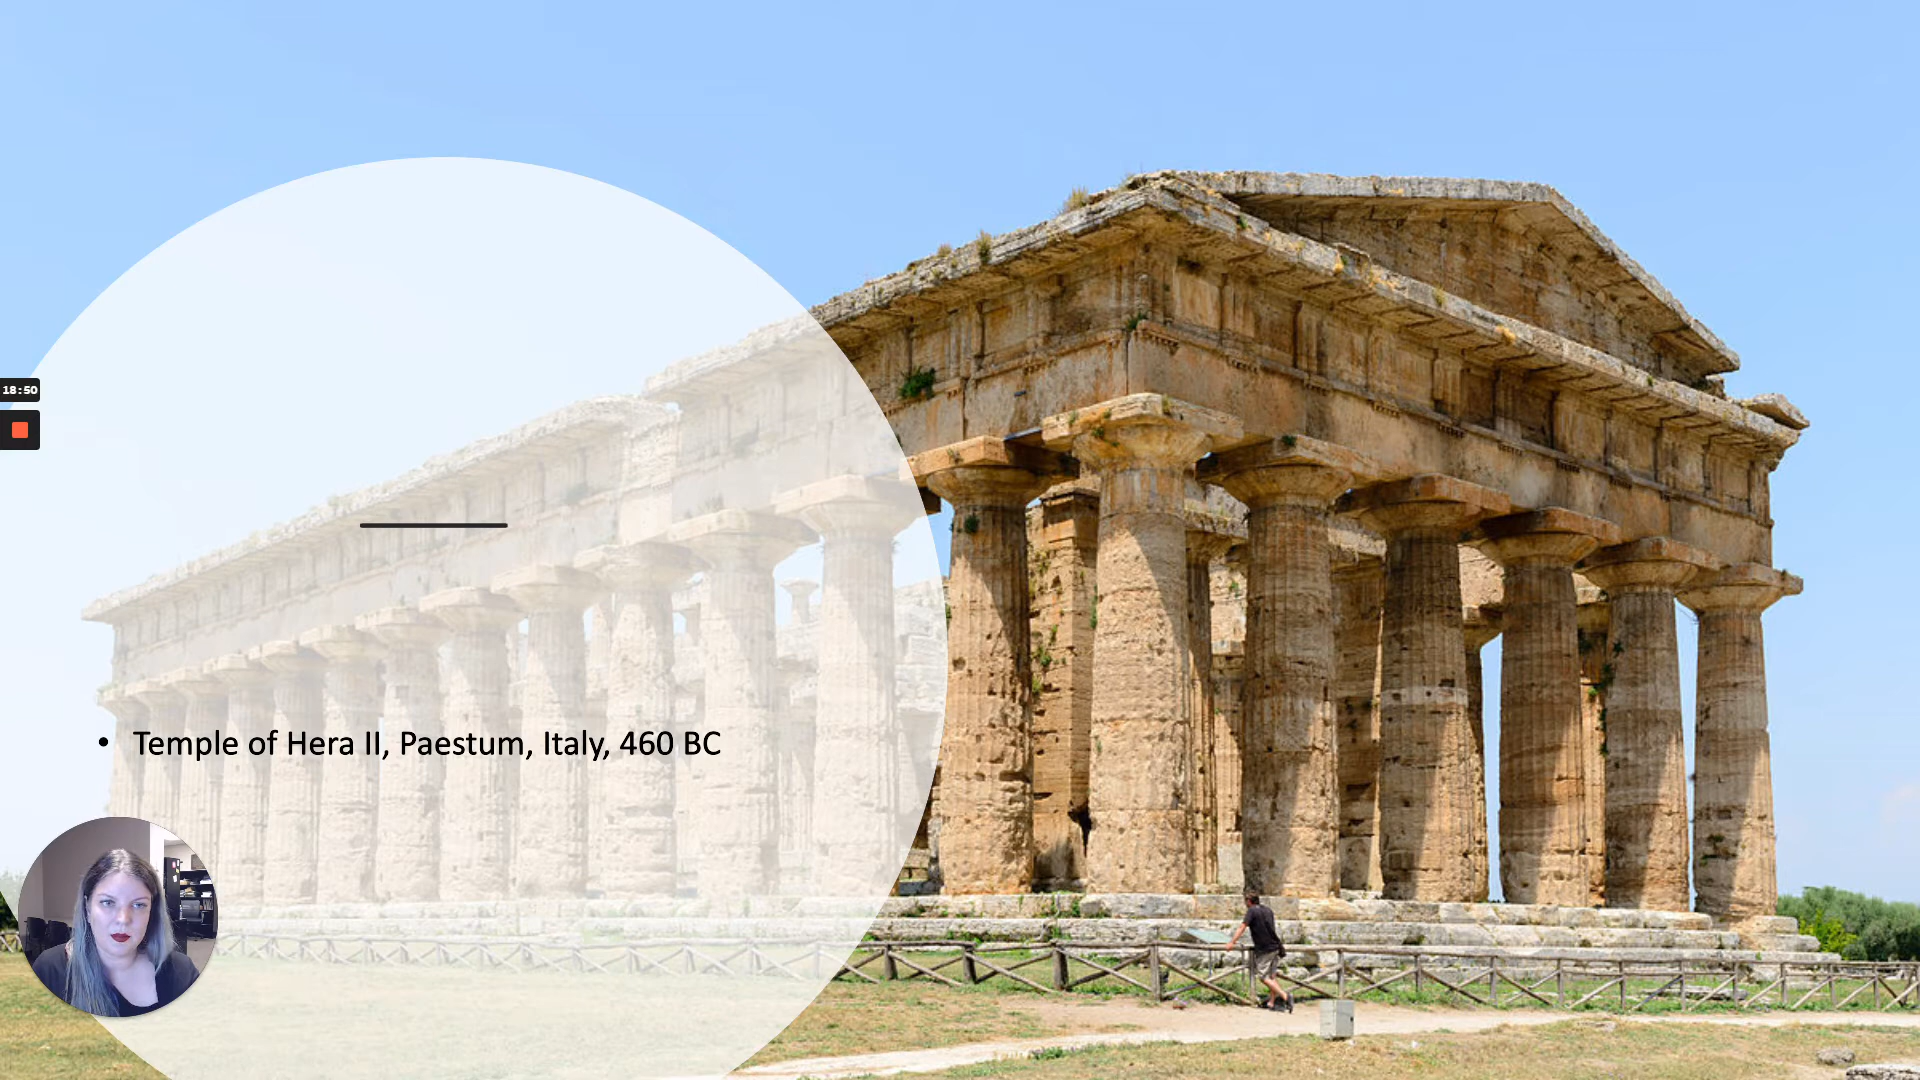 18:50
• Temple of Hera II, Paestum, Italy, 460 BC